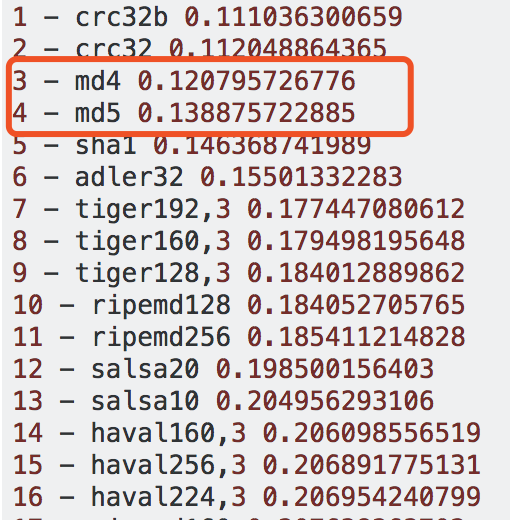 1 - crc32b 0.111036300659
2 - crc32 0.112048864365
3 - md4 0.120795726776
4 - md5 0.138875722885
5 - sha1 0.146368741989
6 - adler32 0.15501332283
7 - tiger192,3 0.177447080612
8 - tiger160,3 0.179498195648
9 - tiger128,3 0.184012889862
10 - ripemd128 0.184052705765
11 - ripemd256 0.185411214828
12 - salsa20 0.198500156403
13 - salsa10 0.204956293106
14 - haval160,3 0.206098556519
15 - haval256,3 0.206891775131
16 - haval224,3 0.206954240799